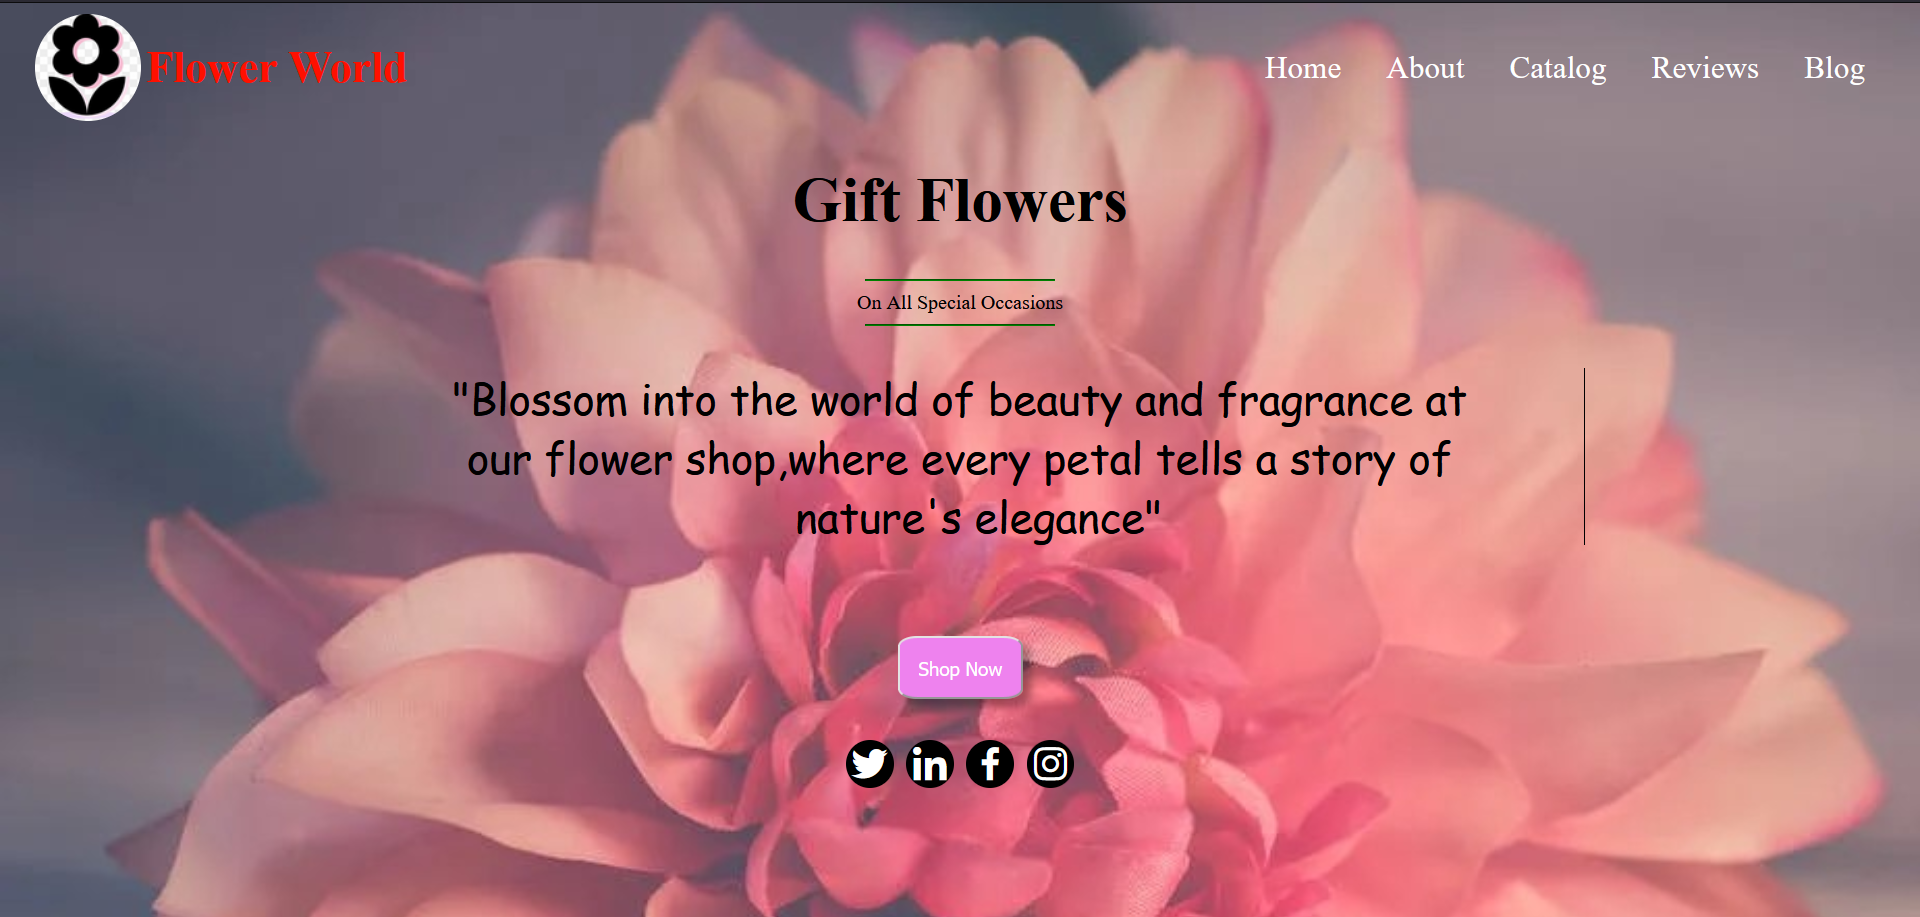 Flower World
Home About Catalog Reviews Blog
Gift Flowers
On All Special Occasions
"Blossom into the world of beauty and fragrance at
our flower shop,where every petal tells a story of
nature's elegance"
Shop Now